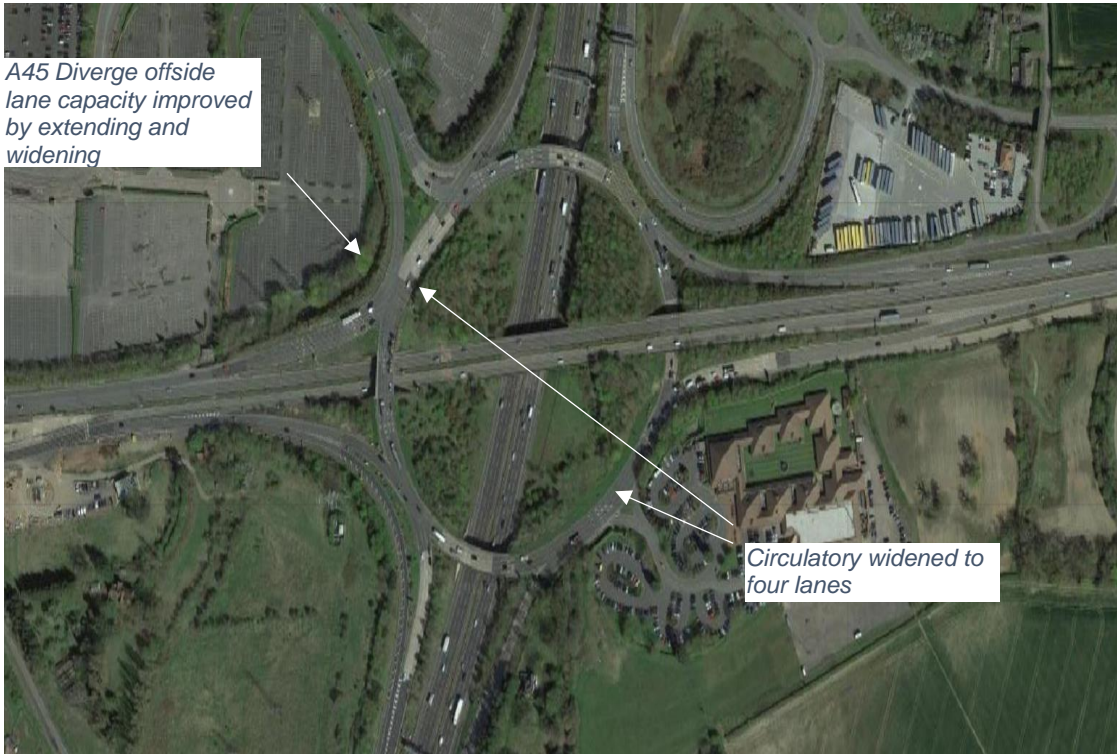 A45 Diverge offside
lane capacity improved
by extending and
widening
Circulatory widened to
four lanes